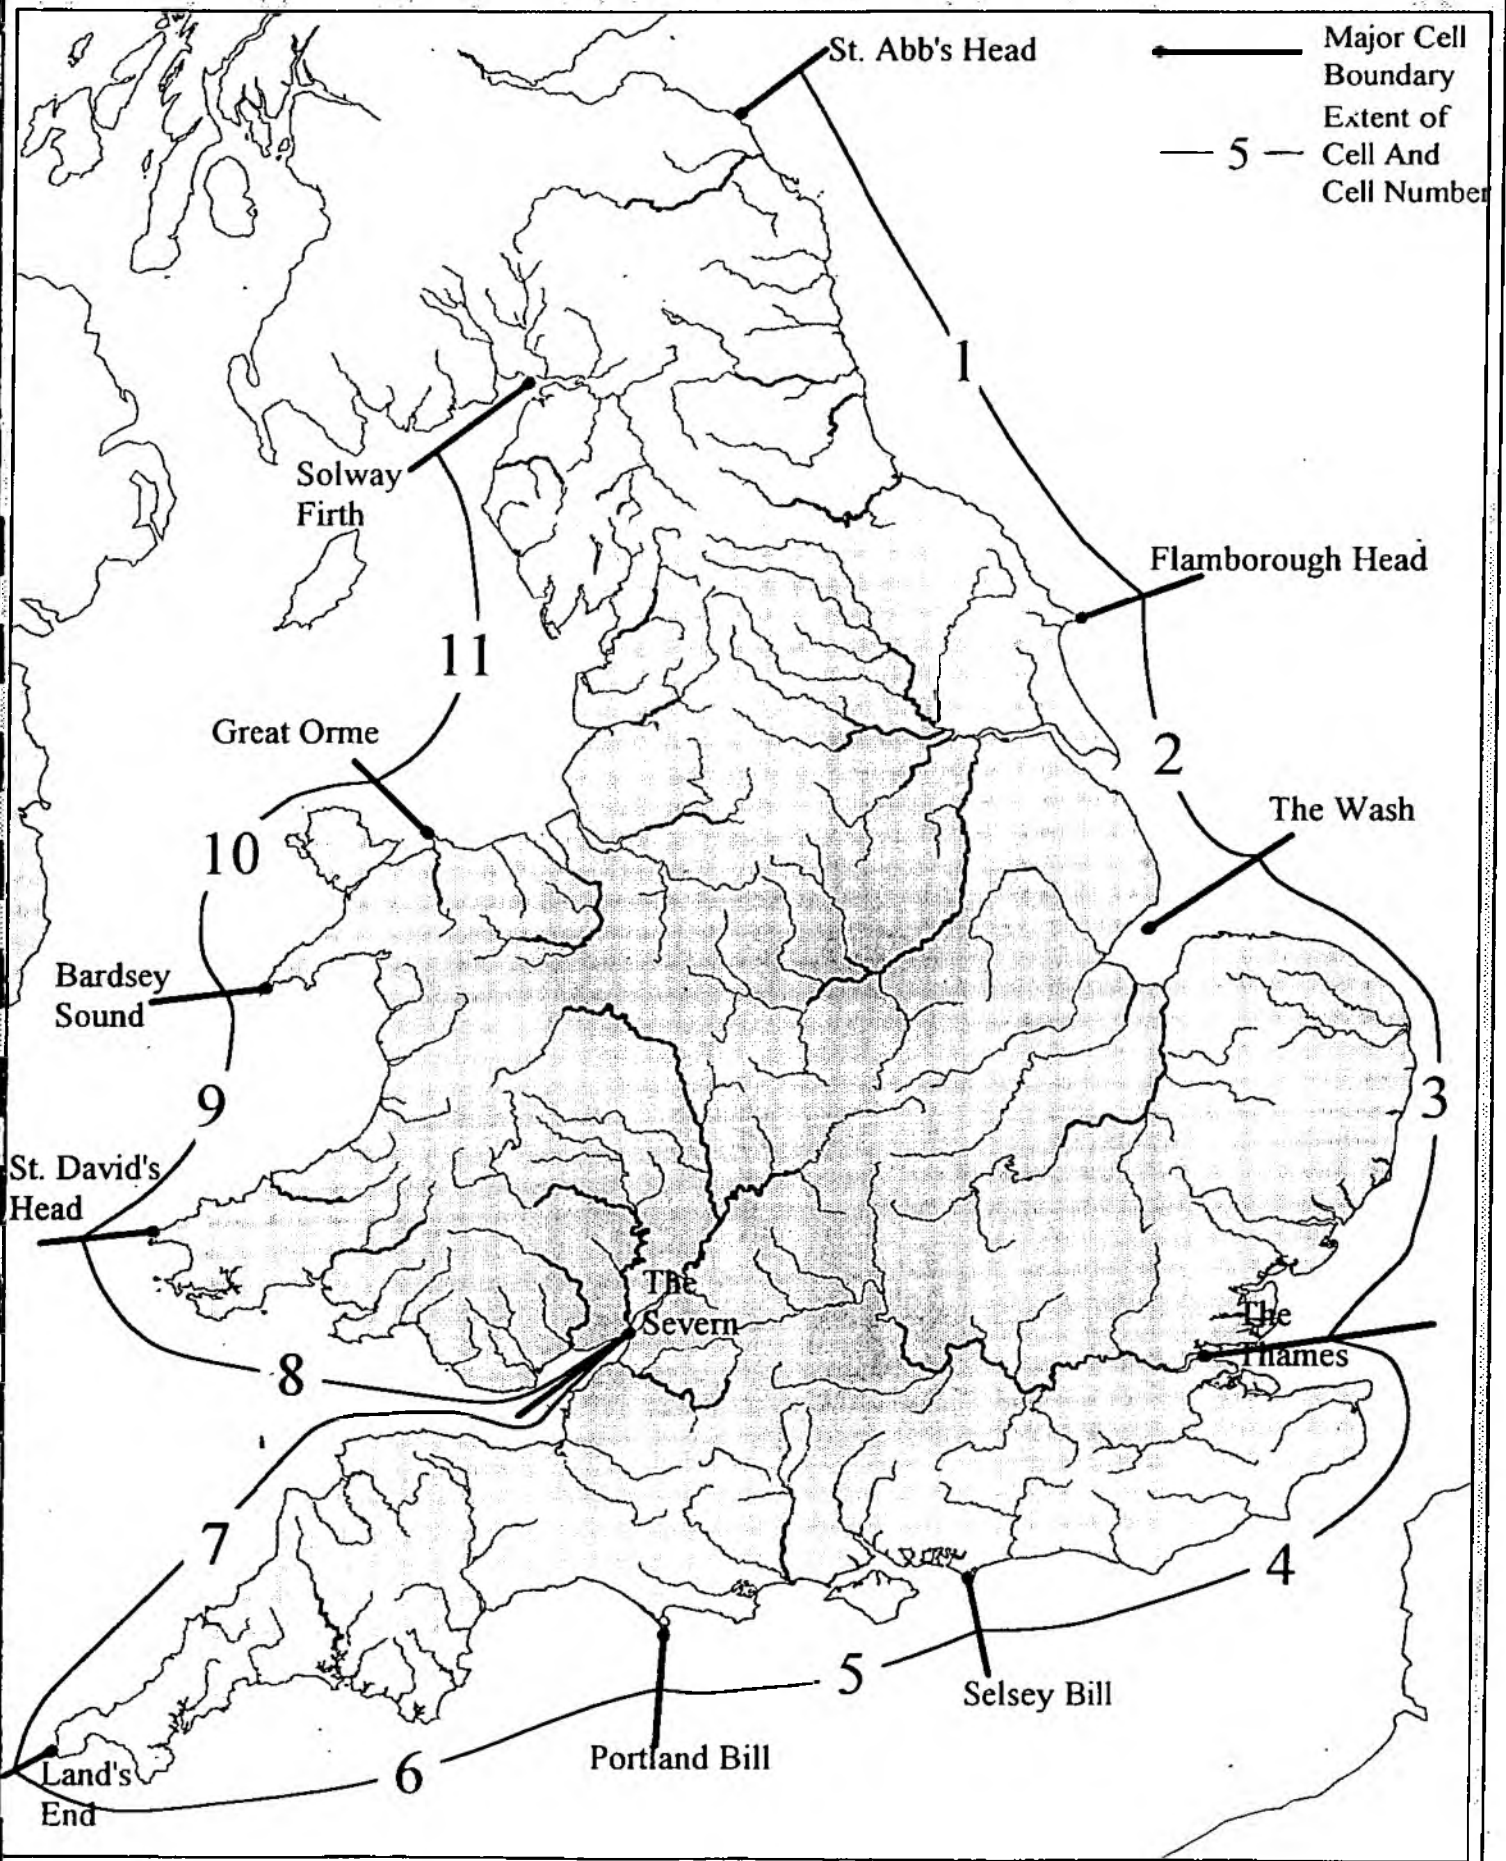 St. Abb's Head
Major Cell
Boundary
Extent of
— 5 — Cell And
Cell Number
1
Solway
Firth
Flamborough Head
11
Great Orme
2
The Wash
10
Bardsey
Sound
9
3
St. David's
Head
The
Severn
The
Thames
8
7
4
5
Selsey Bill
6
Portland Bill
Land's
End